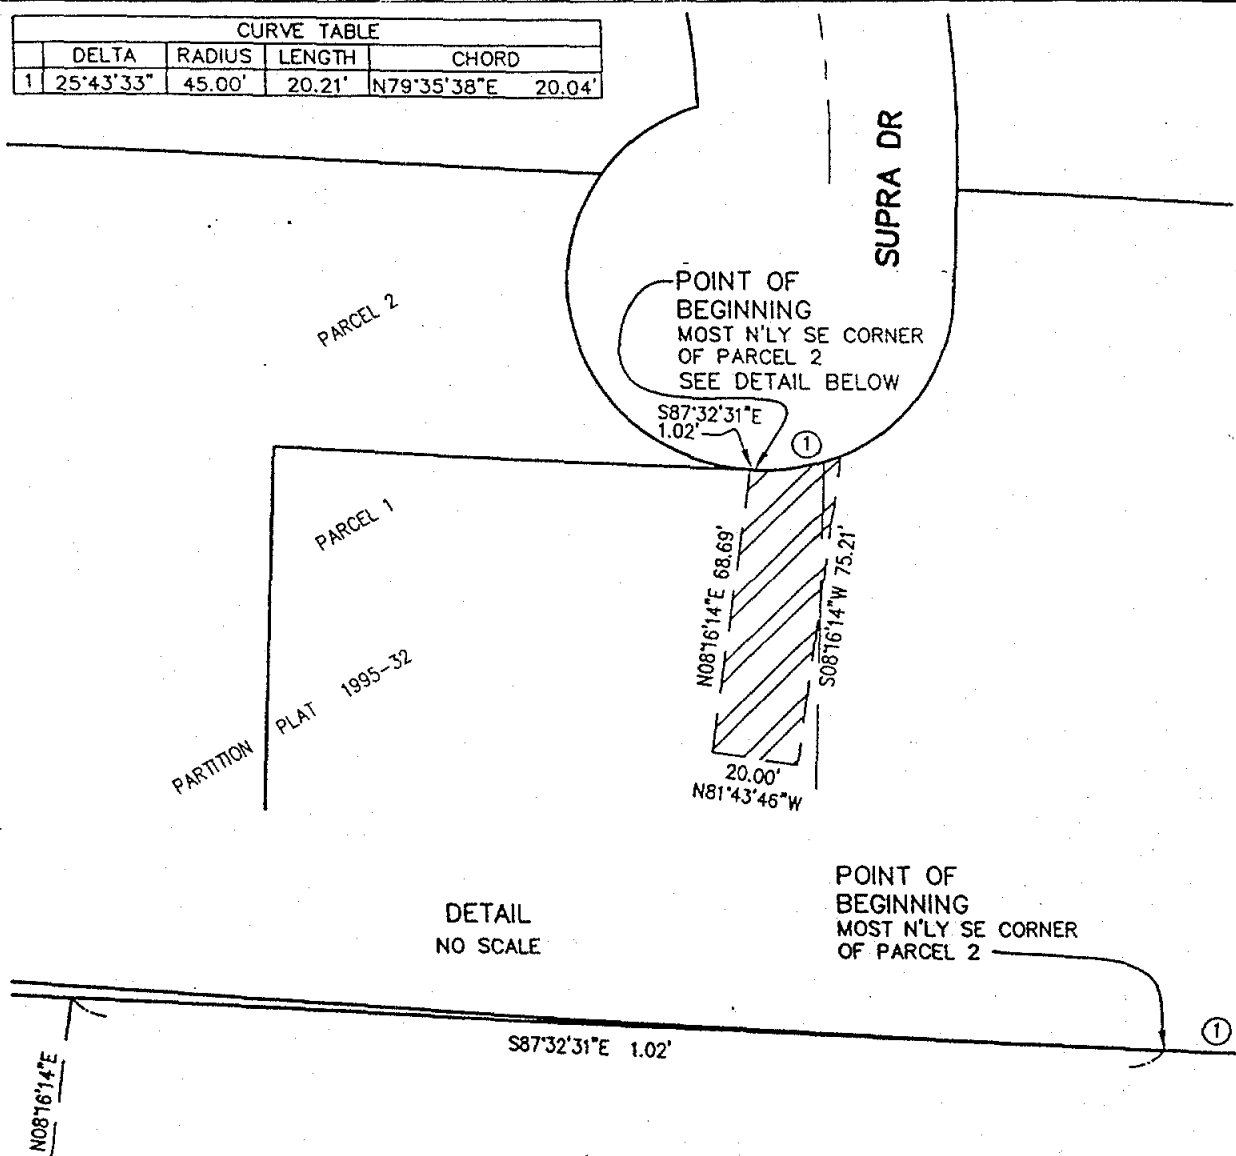 CURVE TABLE
DELTA RADIUS LENGTH CHORD
1 25°43'33" 45.00' 20.21' N79°35'38"E 20.04'
SUPRA DR
POINT OF
BEGINNING
MOST N'LY SE CORNER
OF PARCEL 2
SEE DETAIL BELOW
PARCEL 2
S87°32'31"E
1.02'
1
PARCEL 1
N08°16'14"E 68.69'
S08°16'14"W 75.21'
PARTITION PLAT 1995-32
20.00'
N81°43'46"W
DETAIL
NO SCALE
POINT OF
BEGINNING
MOST N'LY SE CORNER
OF PARCEL 2
1
S87°32'31"E 1.02'
N08°16'14"E